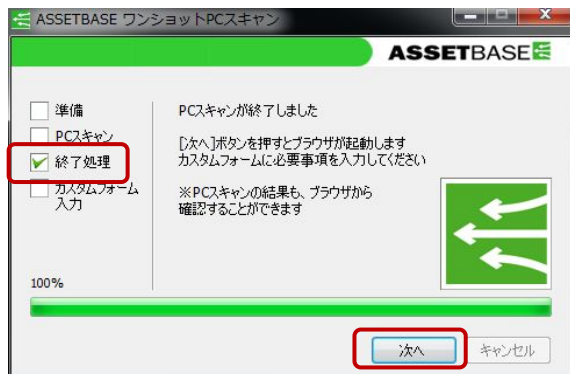 ASSETBASE ワンショットPCスキャン
ASSETBASE
準備
PCスキャン
終了処理
カスタムフォーム
入力
PCスキャンが終了しました
[次へ]ボタンを押すとブラウザが起動します
カスタムフォームに必要事項を入力してください
※PCスキャンの結果も、ブラウザから
確認することができます
100%
次へ
キャンセル